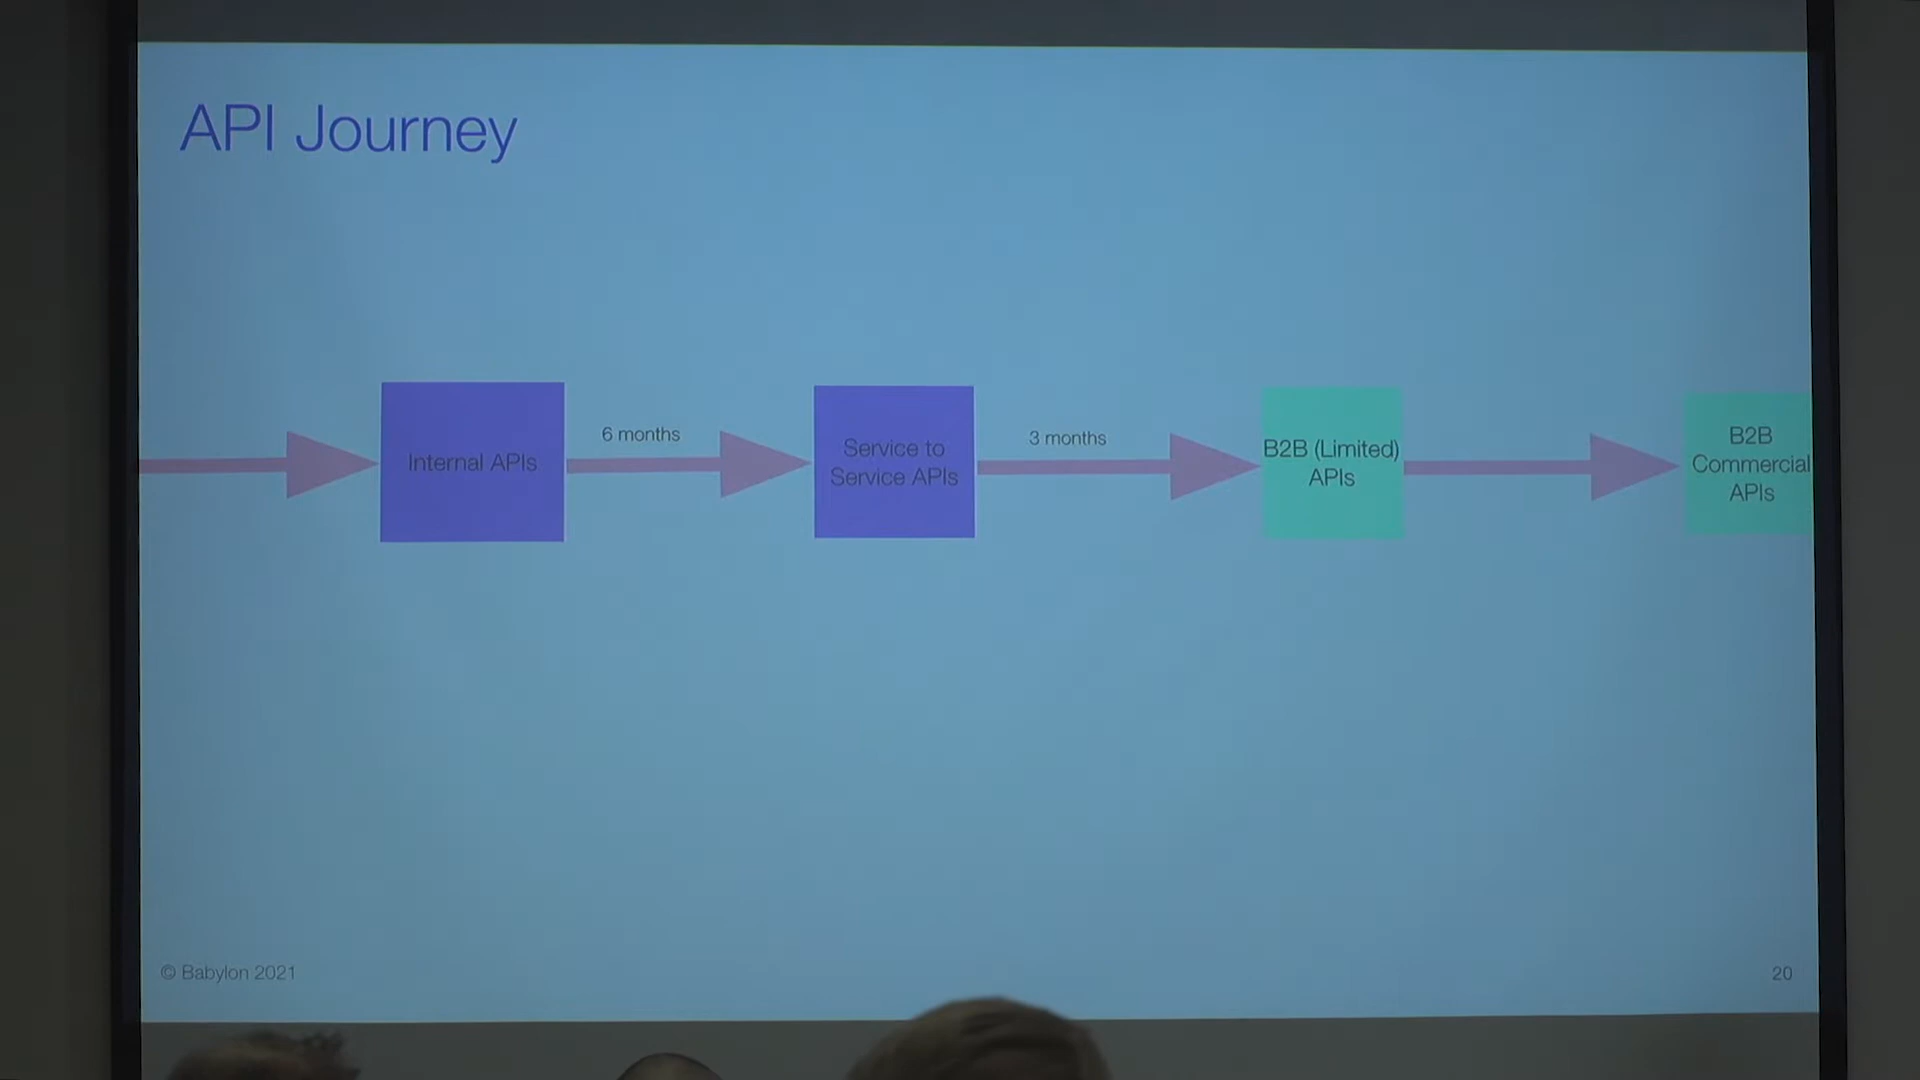 API Journey
Internal APIs
6 months
Service to
Service APIs
3 months
B2B (Limited)
APIs
B2B
Commercial
APIs
© Babylon 2021
20